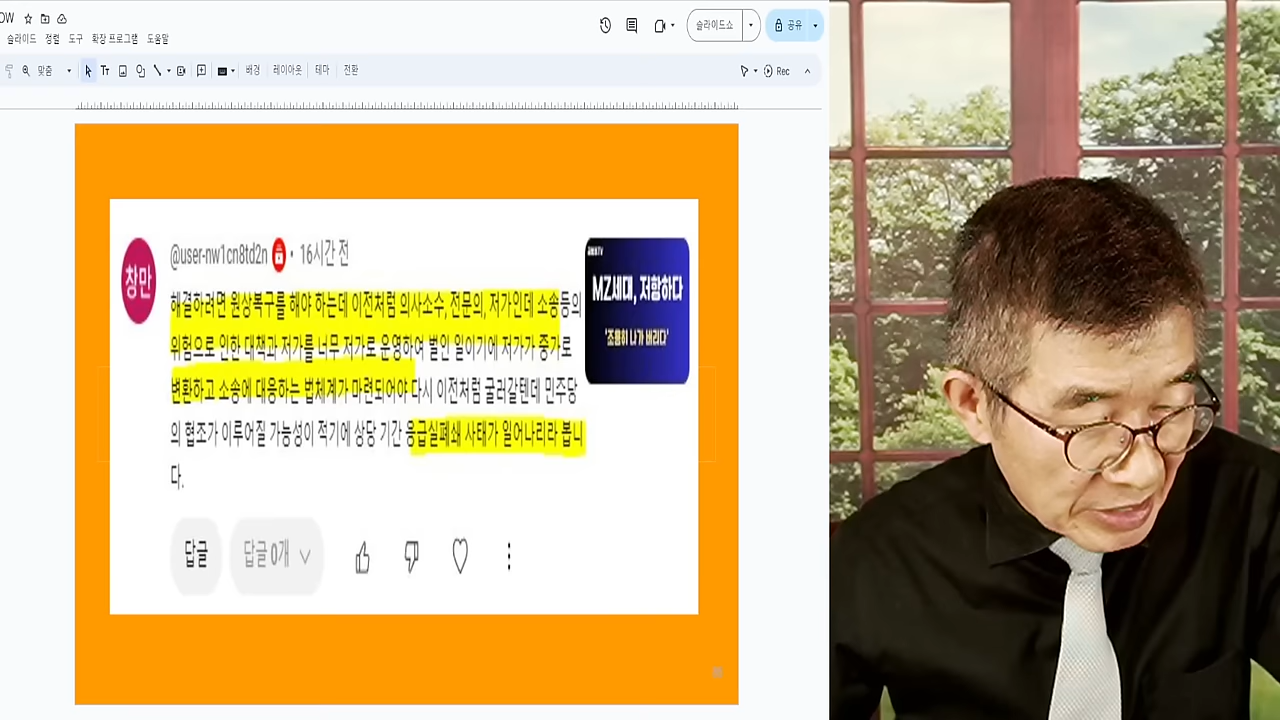 OW
슬라이드 정렬 도구 확장 프로그램 도움말
슬라이드쇼
공유
맞춤
Tт
배경 레이아웃 테마 전환
Rec
창만
@user-nw1cn8td2n · 16시간 전
해결하려면 원상복구를 해야 하는데 이전처럼 의사소수, 전문의, 저가인데 소송등의
위험으로 인한 대책과 저가를 너무 저가로 운영하여 벌인 일이기에 저가가 증가로
변환하고 소송에 대응하는 법체계가 마련되어야 다시 이전처럼 굴러갈텐데 민주당
의 협조가 이루어질 가능성이 적기에 상당 기간 응급실폐쇄 사태가 일어나리라 봅니
다.
MZ세대, 저항하다
'조용히 나가 버리다'
답글
답글 0개